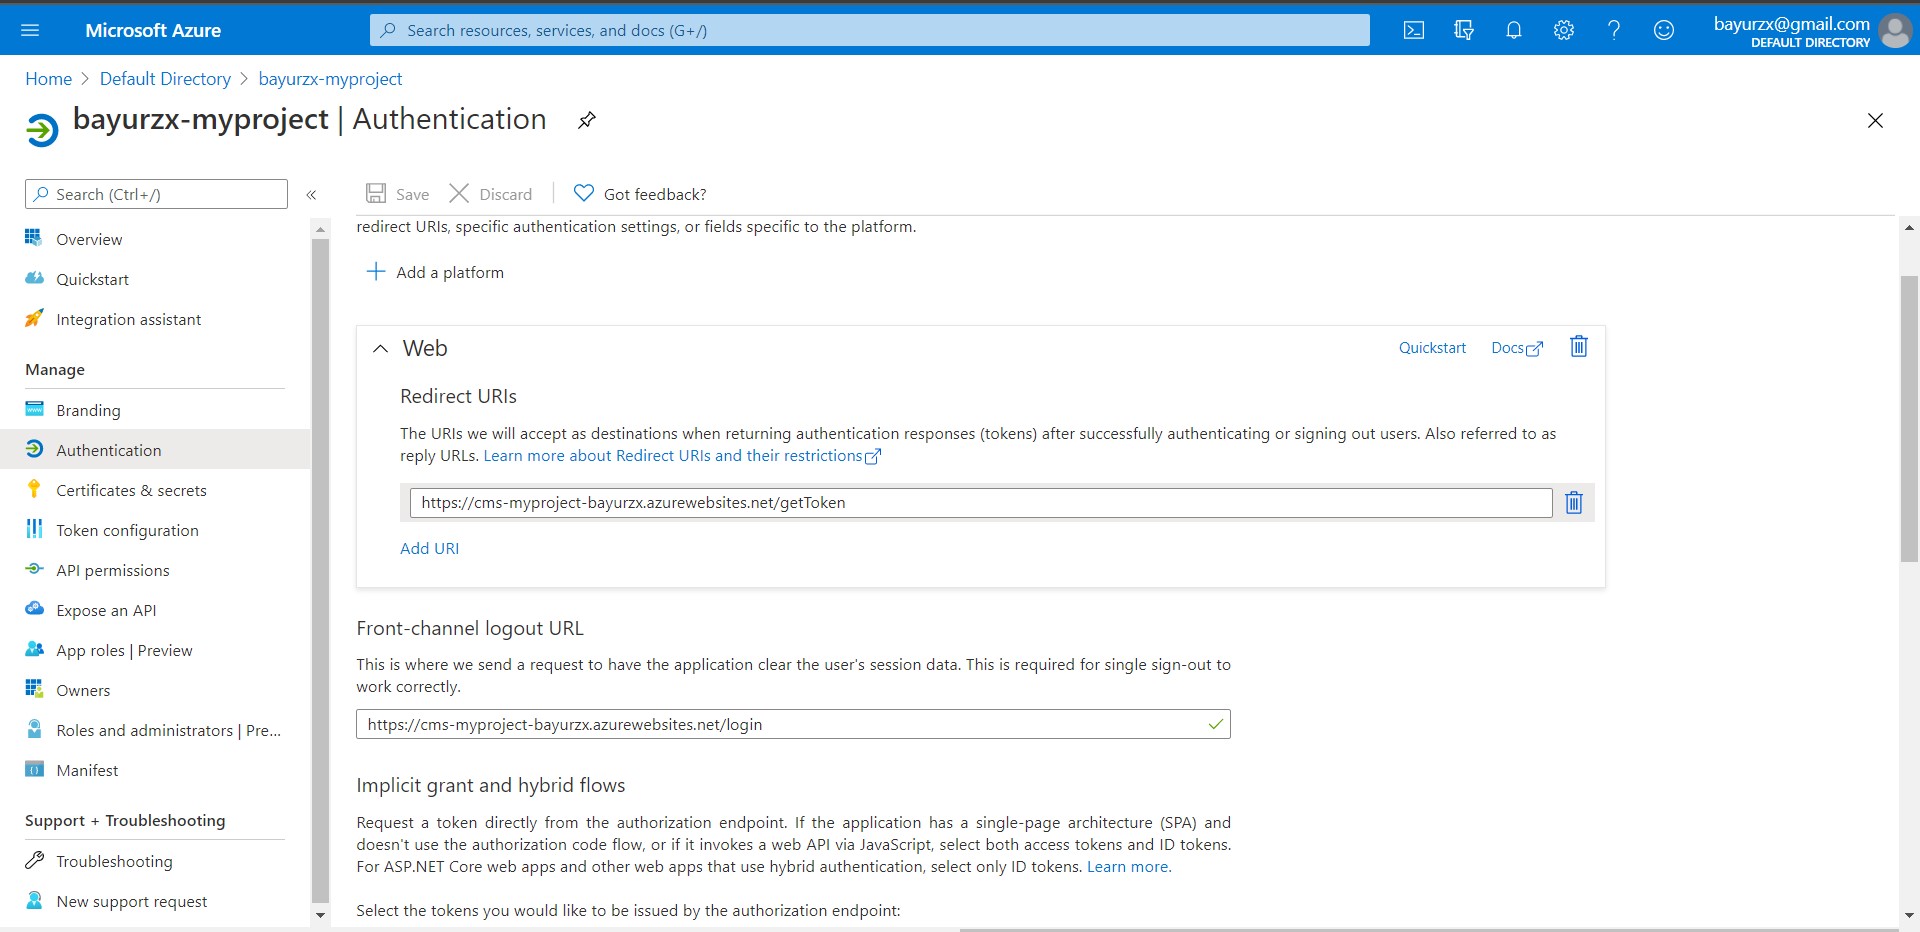 Microsoft Azure
Search resources, services, and docs (G+/)
bayurzx@gmail.com
DEFAULT DIRECTORY
Home > Default Directory > bayurzx-myproject
bayurzx-myproject | Authentication
Search (Ctrl+/)
«
Save
Discard
Got feedback?
Overview
Quickstart
Integration assistant
Manage
Branding
Authentication
Certificates & secrets
Token configuration
API permissions
Expose an API
App roles | Preview
Owners
Roles and administrators | Pre...
Manifest
Support + Troubleshooting
Troubleshooting
New support request
redirect URIs, specific authentication settings, or fields specific to the platform.
Add a platform
Web
Quickstart
Docs
Redirect URIs
The URIs we will accept as destinations when returning authentication responses (tokens) after successfully authenticating or signing out users. Also referred to as
reply URLs. Learn more about Redirect URIs and their restrictions
https://cms-myproject-bayurzx.azurewebsites.net/getToken
Add URI
Front-channel logout URL
This is where we send a request to have the application clear the user's session data. This is required for single sign-out to
work correctly.
https://cms-myproject-bayurzx.azurewebsites.net/login
Implicit grant and hybrid flows
Request a token directly from the authorization endpoint. If the application has a single-page architecture (SPA) and
doesn't use the authorization code flow, or if it invokes a web API via JavaScript, select both access tokens and ID tokens.
For ASP.NET Core web apps and other web apps that use hybrid authentication, select only ID tokens. Learn more.
Select the tokens you would like to be issued by the authorization endpoint: